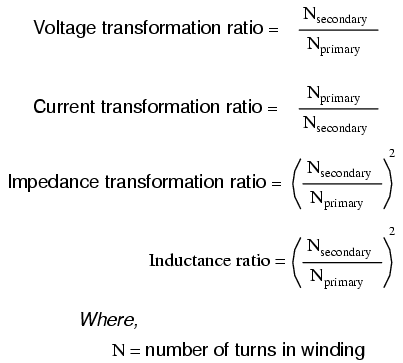 Voltage transformation ratio = N_secondary / N_primary
Current transformation ratio = N_primary / N_secondary
Impedance transformation ratio = (N_secondary / N_primary)^2
Inductance ratio = (N_secondary / N_primary)^2
Where,
N = number of turns in winding